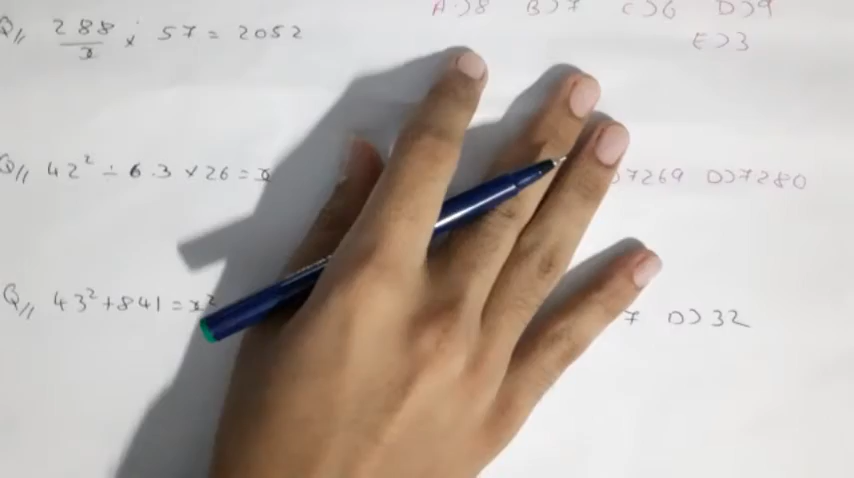 A>8 B>7 C>6 D>9
Q// 288/x × 57 = 2052
E>3
Q// 42² ÷ 6.3 × 26 = x
7269 D>7280
Q// 43² + 841 = x²
7 D>32